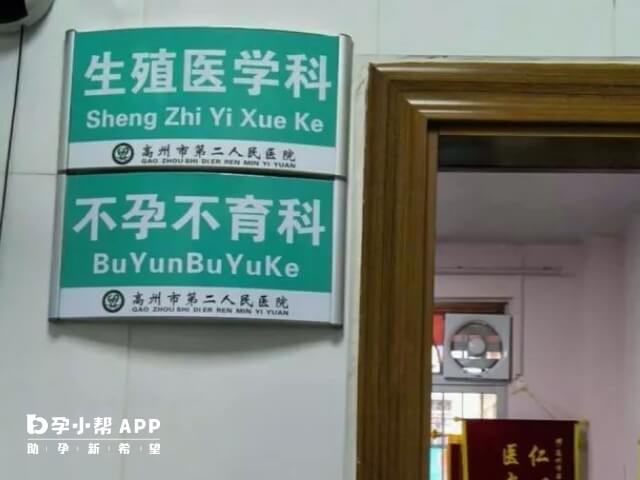 生殖医学科
Sheng Zhi Yi Xue Ke
高州市第二人民医院
GAO ZHOU SHI DI ER REN MIN YI YUAN
不孕不育科
BuYunBuYuKe
高州市第二人民医院
GAO ZHOU SHI DI ER REN MIN YI YUAN
孕小帮 APP
助孕新希望
仁
医